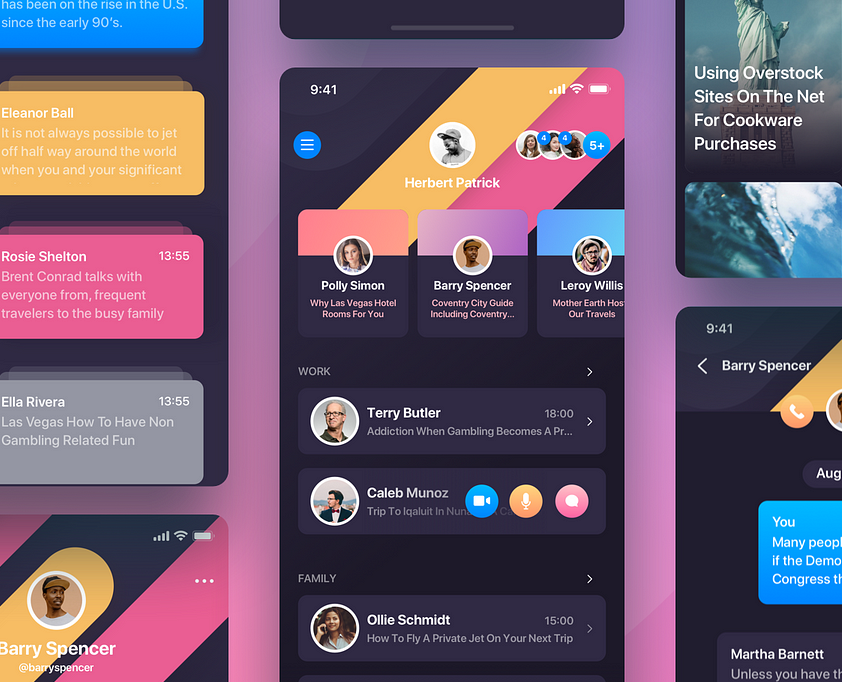 has been on the rise in the U.S.
since the early 90's.
Eleanor Ball
It is not always possible to jet
off half way around the world
when you and your significant
Rosie Shelton 13:55
Brent Conrad talks with
everyone from, frequent
travelers to the busy family
Ella Rivera 13:55
Las Vegas How To Have Non
Gambling Related Fun
Barry Spencer
@barryspencer
9:41
4
4
5+
Herbert Patrick
Polly Simon
Why Las Vegas Hotel
Rooms For You
Barry Spencer
Coventry City Guide
Including Coventry...
Leroy Willis
Mother Earth Host
Our Travels
WORK
Terry Butler 18:00
Addiction When Gambling Becomes A Pr...
Caleb Munoz
Trip To Iqaluit In Nuna
FAMILY
Ollie Schmidt 15:00
How To Fly A Private Jet On Your Next Trip
Using Overstock
Sites On The Net
For Cookware
Purchases
9:41
Barry Spencer
Aug
You
Many peopl
if the Demo
Congress th
Martha Barnett
Unless you have th